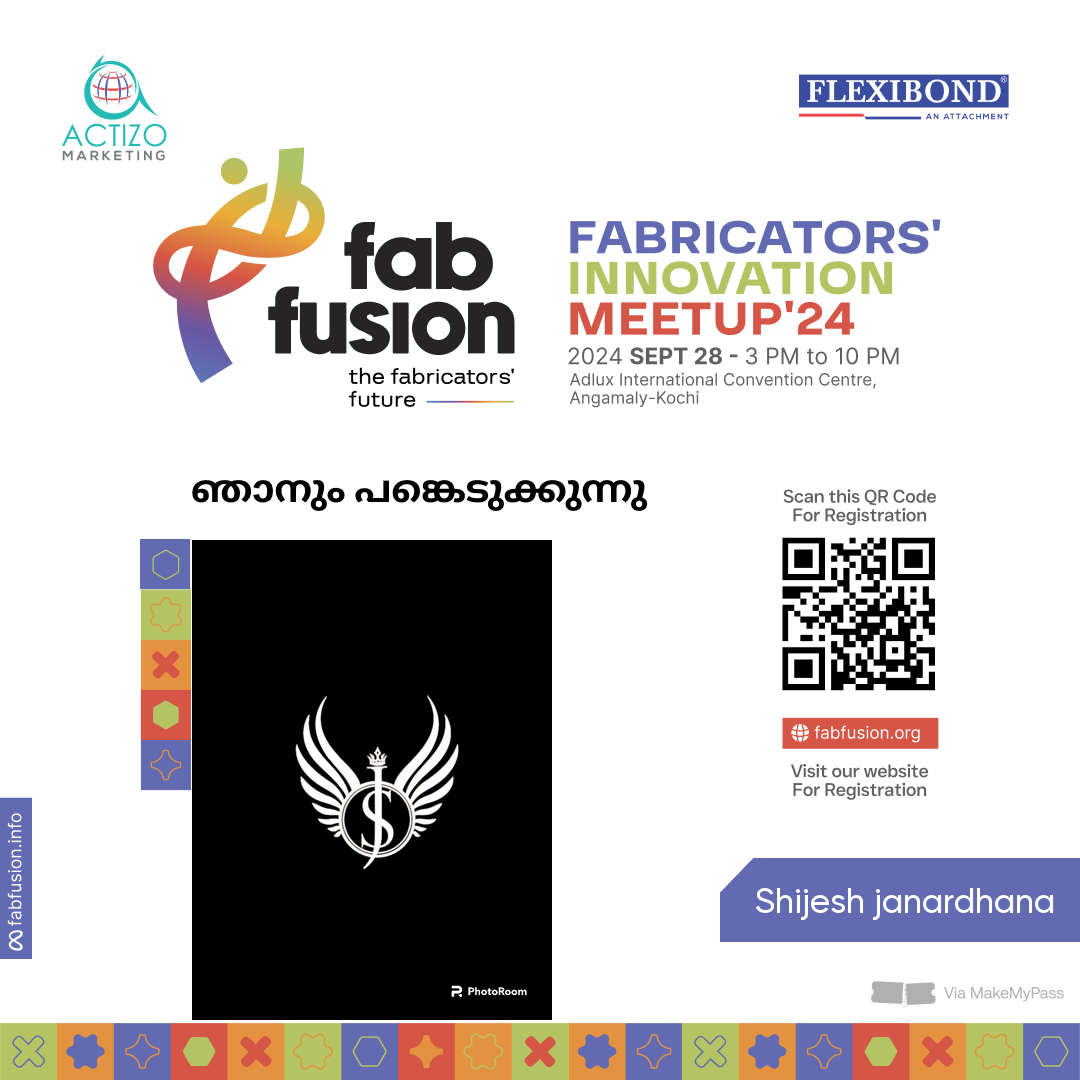 ACTIZO
MARKETING
FLEXIBOND®
AN ATTACHMENT
fab
fusion
the fabricators'
future
FABRICATORS'
INNOVATION
MEETUP'24
2024 SEPT 28 - 3 PM to 10 PM
Adlux International Convention Centre,
Angamaly-Kochi
ഞാനും പങ്കെടുക്കുന്നു
Scan this QR Code
For Registration
fabfusion.org
Visit our website
For Registration
fabfusion.info
SJ
PhotoRoom
Shijesh janardhana
Via MakeMyPass